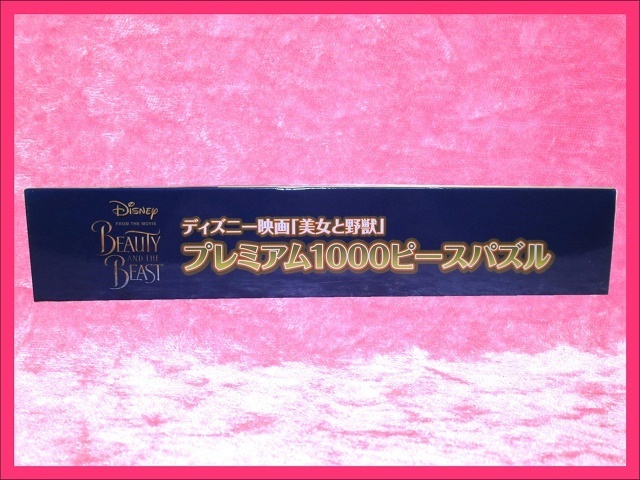 Disney
FROM THE MOVIE
BEAUTY
AND THE
BEAST
ディズニー映画「美女と野獣」
プレミアム1000ピースパズル